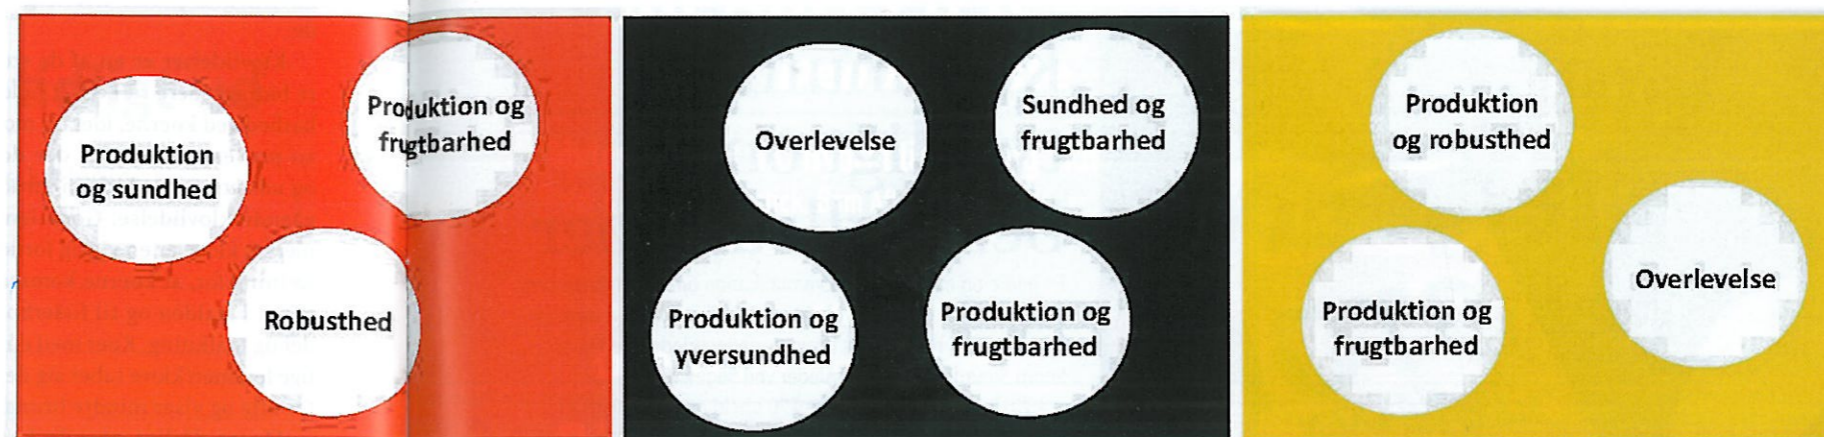 Produktion
og sundhed
Produktion og
frugtbarhed
Robusthed
Overlevelse
Sundhed og
frugtbarhed
Produktion og
yversundhed
Produktion og
frugtbarhed
Produktion
og robusthed
Produktion og
frugtbarhed
Overlevelse